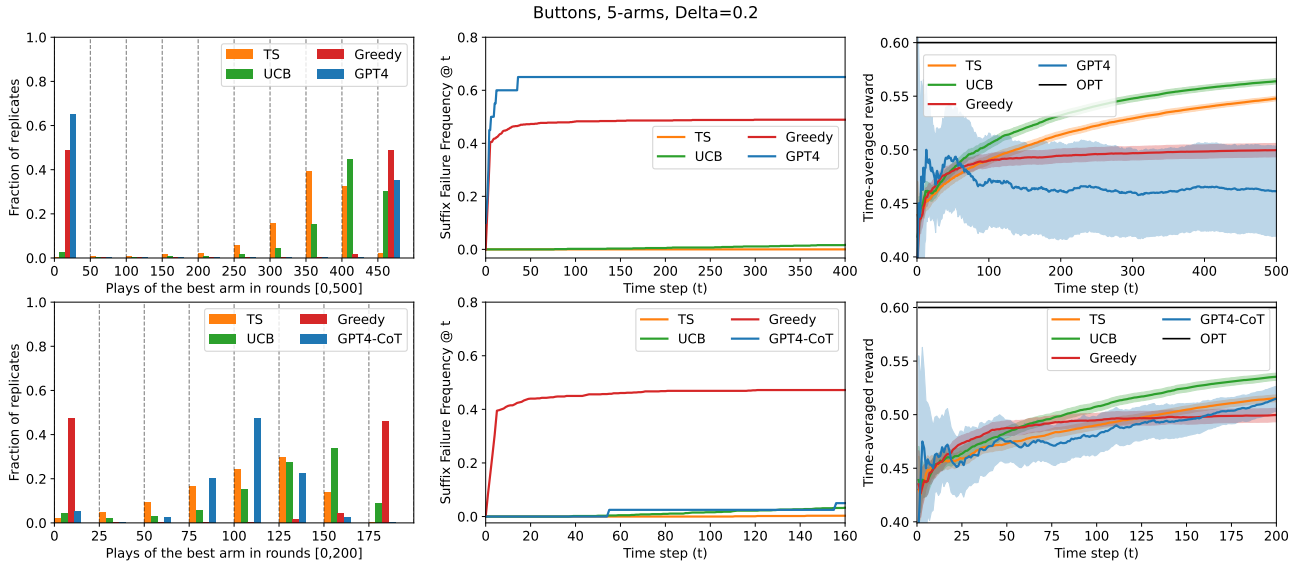 Buttons, 5-arms, Delta=0.2
Fraction of replicates
1.0
0.8
0.6
0.4
0.2
0.0
TS
UCB
Greedy
GPT4
50 100 150 200 250 300 350 400 450
Plays of the best arm in rounds [0,500]
Suffix Failure Frequency @ t
0.8
0.6
0.4
0.2
0.0
TS
UCB
Greedy
GPT4
0 50 100 150 200 250 300 350 400
Time step (t)
Time-averaged reward
0.60
0.55
0.50
0.45
0.40
TS
UCB
Greedy
GPT4
OPT
0 100 200 300 400 500
Time step (t)
Fraction of replicates
1.0
0.8
0.6
0.4
0.2
0.0
TS
UCB
Greedy
GPT4-CoT
25 50 75 100 125 150 175
Plays of the best arm in rounds [0,200]
Suffix Failure Frequency @ t
0.8
0.6
0.4
0.2
0.0
TS
UCB
Greedy
GPT4-CoT
0 20 40 60 80 100 120 140 160
Time step (t)
Time-averaged reward
0.60
0.55
0.50
0.45
0.40
TS
UCB
Greedy
GPT4-CoT
OPT
0 25 50 75 100 125 150 175 200
Time step (t)